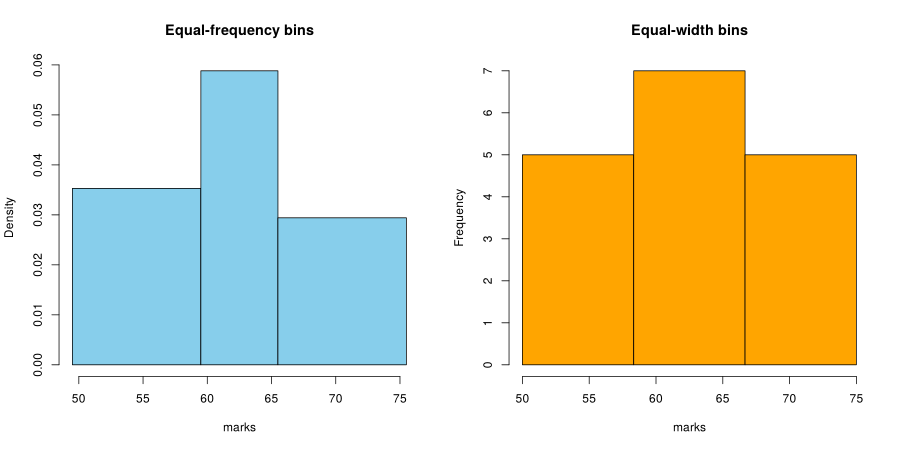 Equal-frequency bins
Density
0.00 0.01 0.02 0.03 0.04 0.05 0.06
50 55 60 65 70 75
marks
Equal-width bins
Frequency
0 1 2 3 4 5 6 7
50 55 60 65 70 75
marks